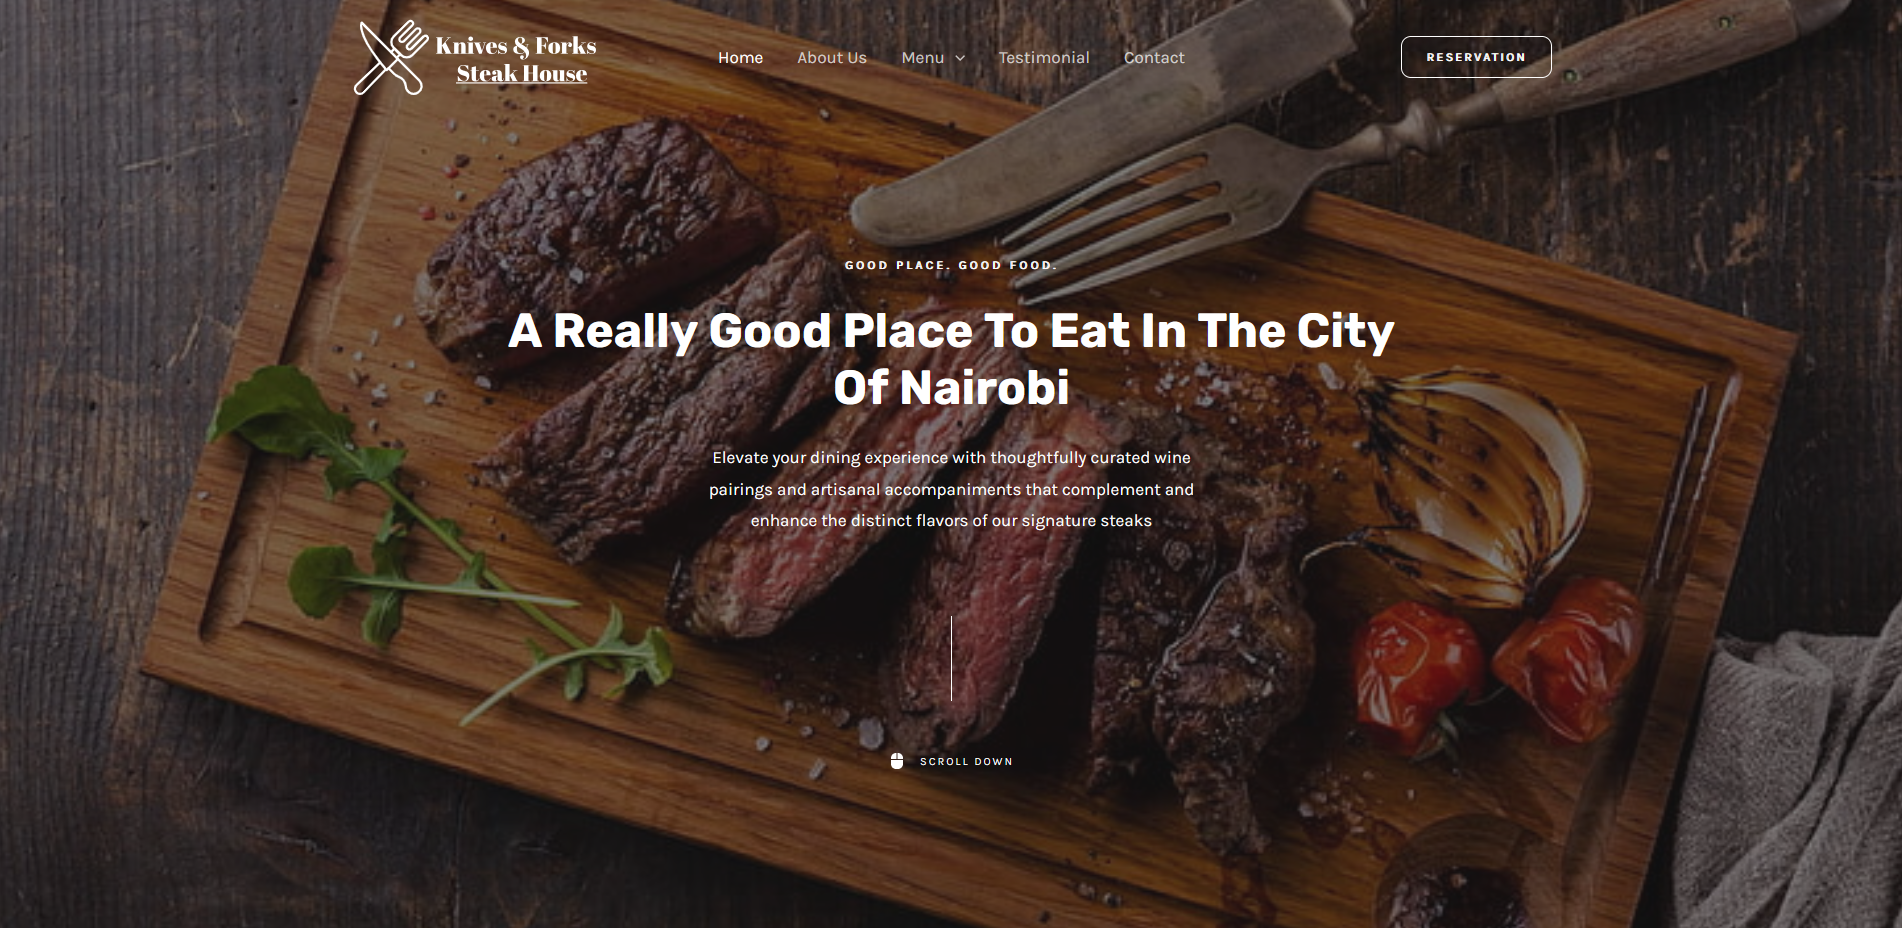 Knives & Forks
Steak House
Home
About Us
Menu
Testimonial
Contact
RESERVATION
GOOD PLACE. GOOD FOOD.
A Really Good Place To Eat In The City
Of Nairobi
Elevate your dining experience with thoughtfully curated wine
pairings and artisanal accompaniments that complement and
enhance the distinct flavors of our signature steaks
SCROLL DOWN